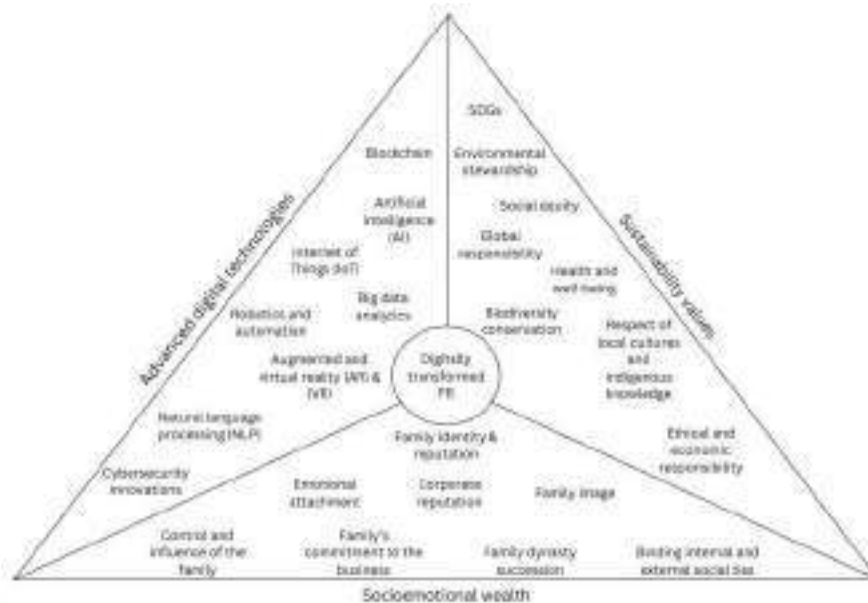 SDGs
Blockchain
Environmental
stewardship
Artificial
intelligence
(AI)
Social equity
Global
responsibility
Internet of
Things (IoT)
Health and
well-being
Big data
analytics
Biodiversity
conservation
Robotics and
automation
Respect of
local cultures
and
indigenous
knowledge
Advanced digital technologies
Sustainability values
Augmented and
virtual reality (AR) &
(VR)
Digitally
transformed
FB
Natural language
processing (NLP)
Family identity &
reputation
Ethical and
economic
responsibility
Cybersecurity
innovations
Emotional
attachment
Corporate
reputation
Family image
Control and
influence of the
family
Family's
commitment to the
business
Family dynasty
succession
Binding internal and
external social ties
Socioemotional wealth